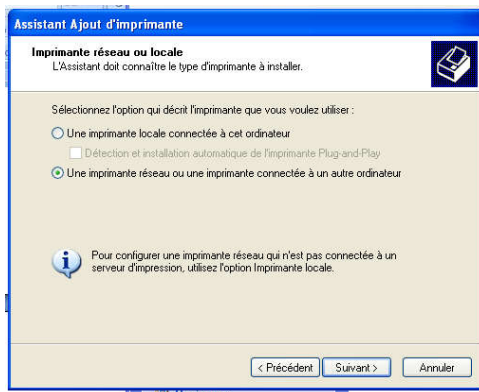 Assistant Ajout d'imprimante
Imprimante réseau ou locale
L'Assistant doit connaître le type d'imprimante à installer.
Sélectionnez l'option qui décrit l'imprimante que vous voulez utiliser :
Une imprimante locale connectée à cet ordinateur
Détection et installation automatique de l'imprimante Plug-and-Play
Une imprimante réseau ou une imprimante connectée à un autre ordinateur
Pour configurer une imprimante réseau qui n'est pas connectée à un
serveur d'impression, utilisez l'option Imprimante locale.
< Précédent Suivant > Annuler